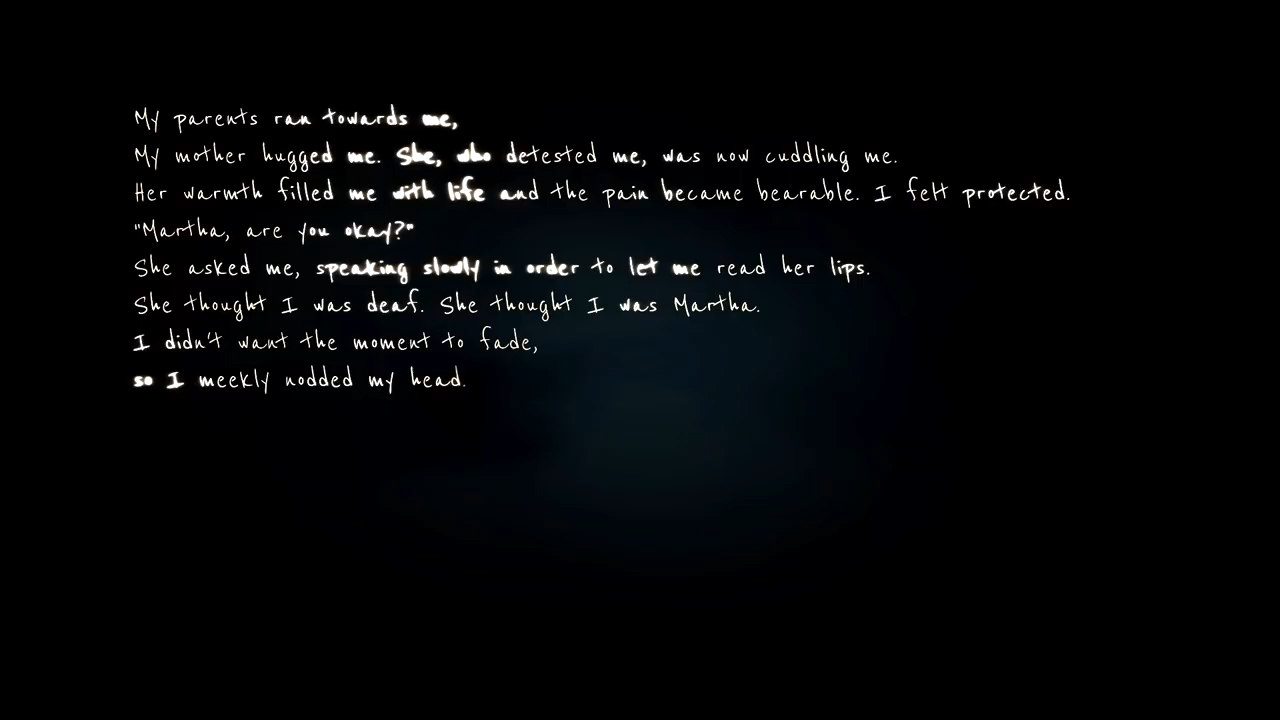 My parents ran towards me,
My mother hugged me. She, who detested me, was now cuddling me.
Her warmth filled me with life and the pain became bearable. I felt protected.
"Martha, are you okay?"
She asked me, speaking slowly in order to let me read her lips.
She thought I was deaf. She thought I was Martha.
I didn't want the moment to fade,
so I meekly nodded my head.